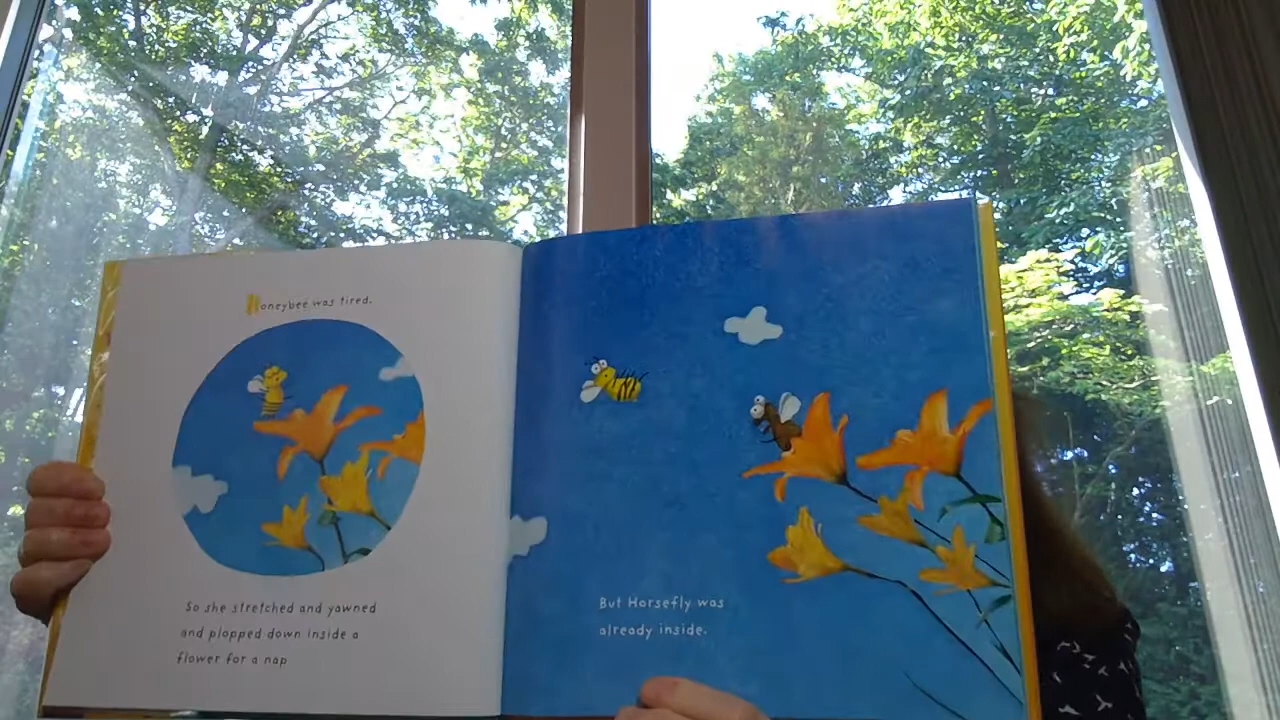 Honeybee was tired.
So she stretched and yawned
and plopped down inside a
flower for a nap
But Horsefly was
already inside.